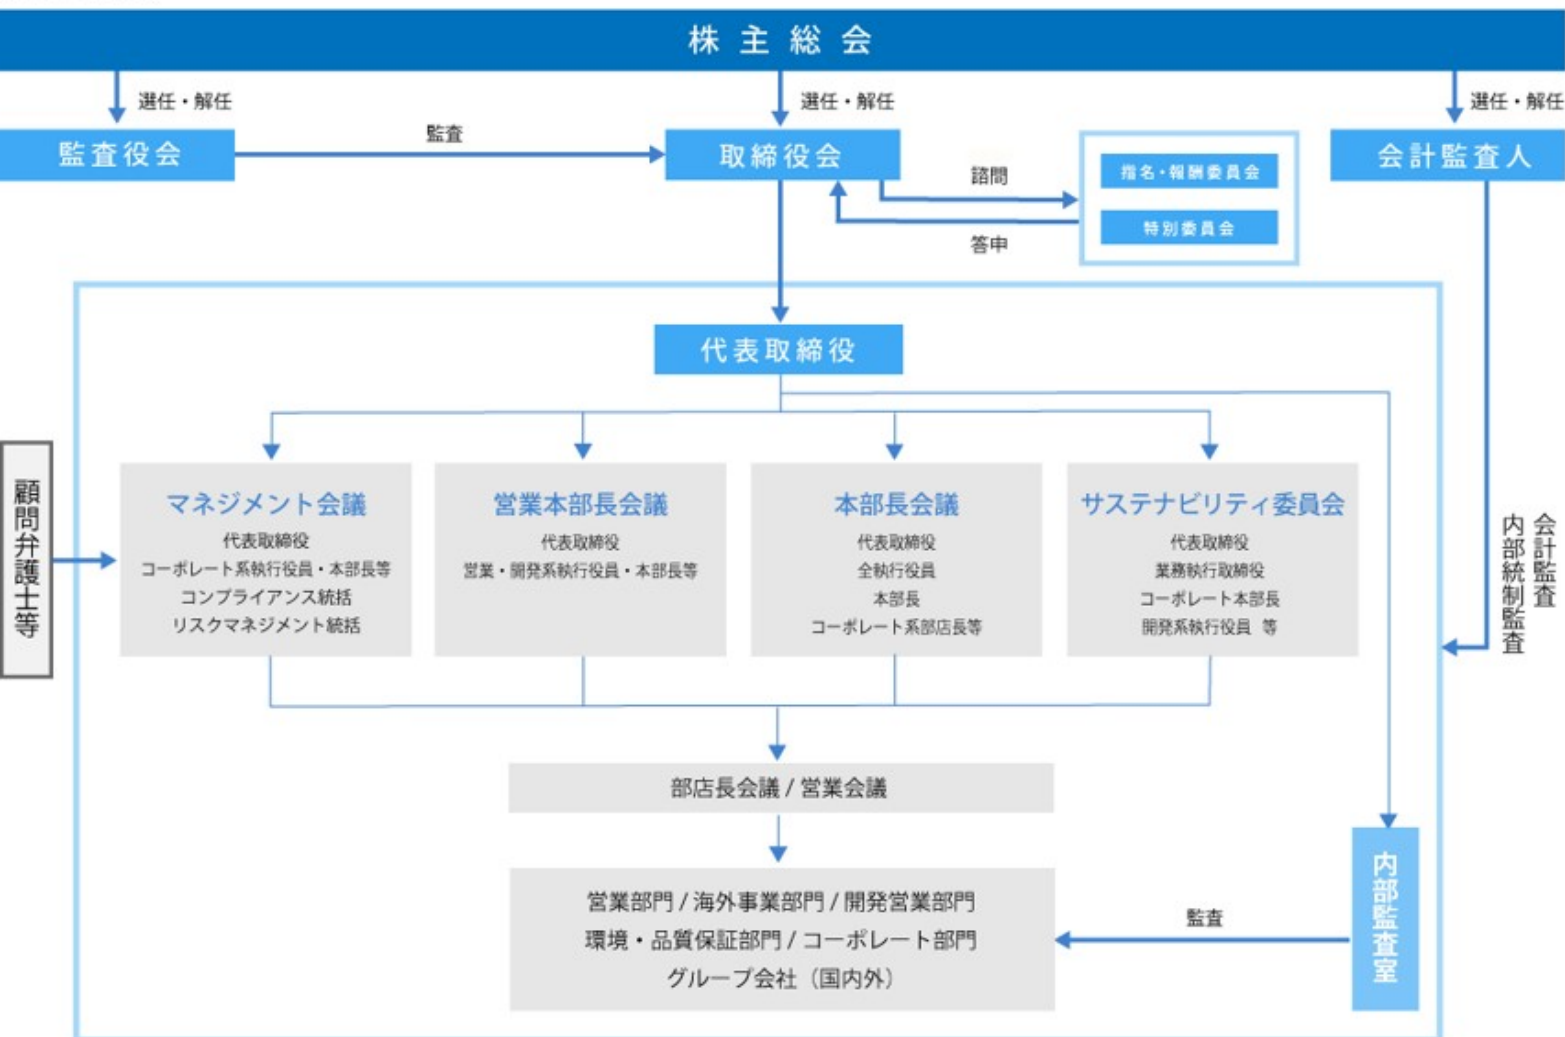 株主総会
選任・解任
選任・解任
選任・解任
監査役会
監査
取締役会
諮問
答申
指名・報酬委員会
特別委員会
会計監査人
代表取締役
顧問弁護士等
マネジメント会議
代表取締役
コーポレート系執行役員・本部長等
コンプライアンス統括
リスクマネジメント統括
営業本部長会議
代表取締役
営業・開発系執行役員・本部長等
本部長会議
代表取締役
全執行役員
本部長
コーポレート系部店長等
サステナビリティ委員会
代表取締役
業務執行取締役
コーポレート本部長
開発系執行役員 等
会計監査
内部統制監査
部店長会議 / 営業会議
営業部門 / 海外事業部門 / 開発営業部門
環境・品質保証部門 / コーポレート部門
グループ会社（国内外）
監査
内部監査室